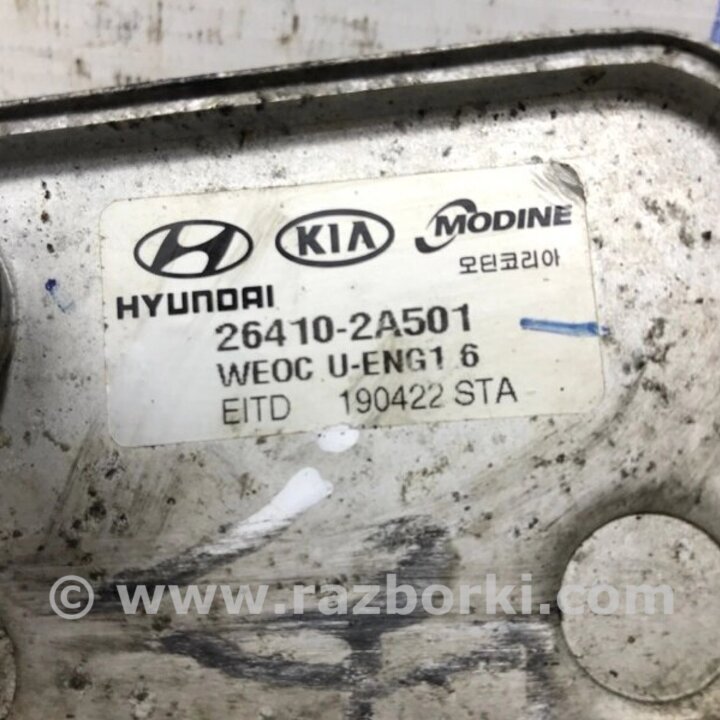 KIA MODINE
모딘코리아
HYUNDAI
26410-2A501
WEOC U-ENG1.6
EITD 190422 STA
© www.razborki.com